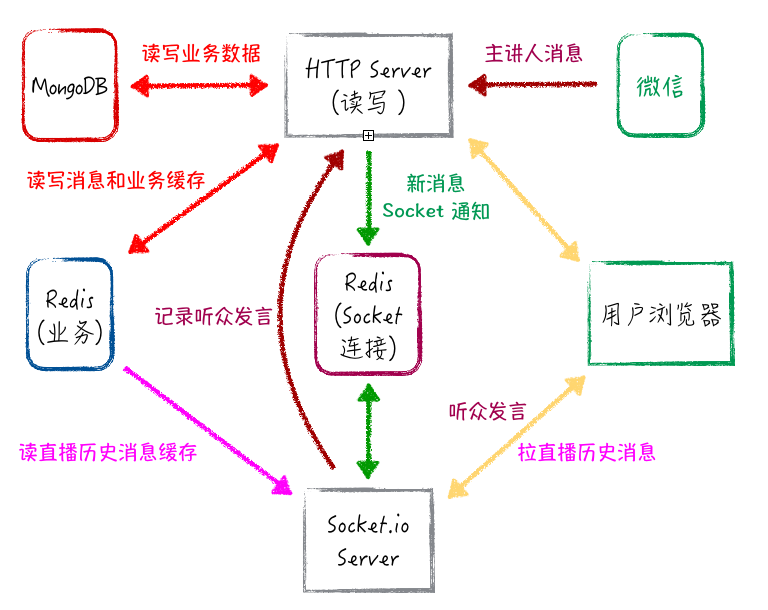 读写业务数据
主讲人消息
MongoDB
HTTP Server
(读写 )
微信
读写消息和业务缓存
新消息
Socket 通知
Redis
(业务)
记录听众发言
Redis
(Socket
连接)
用户浏览器
听众发言
读直播历史消息缓存
拉直播历史消息
Socket.io
Server